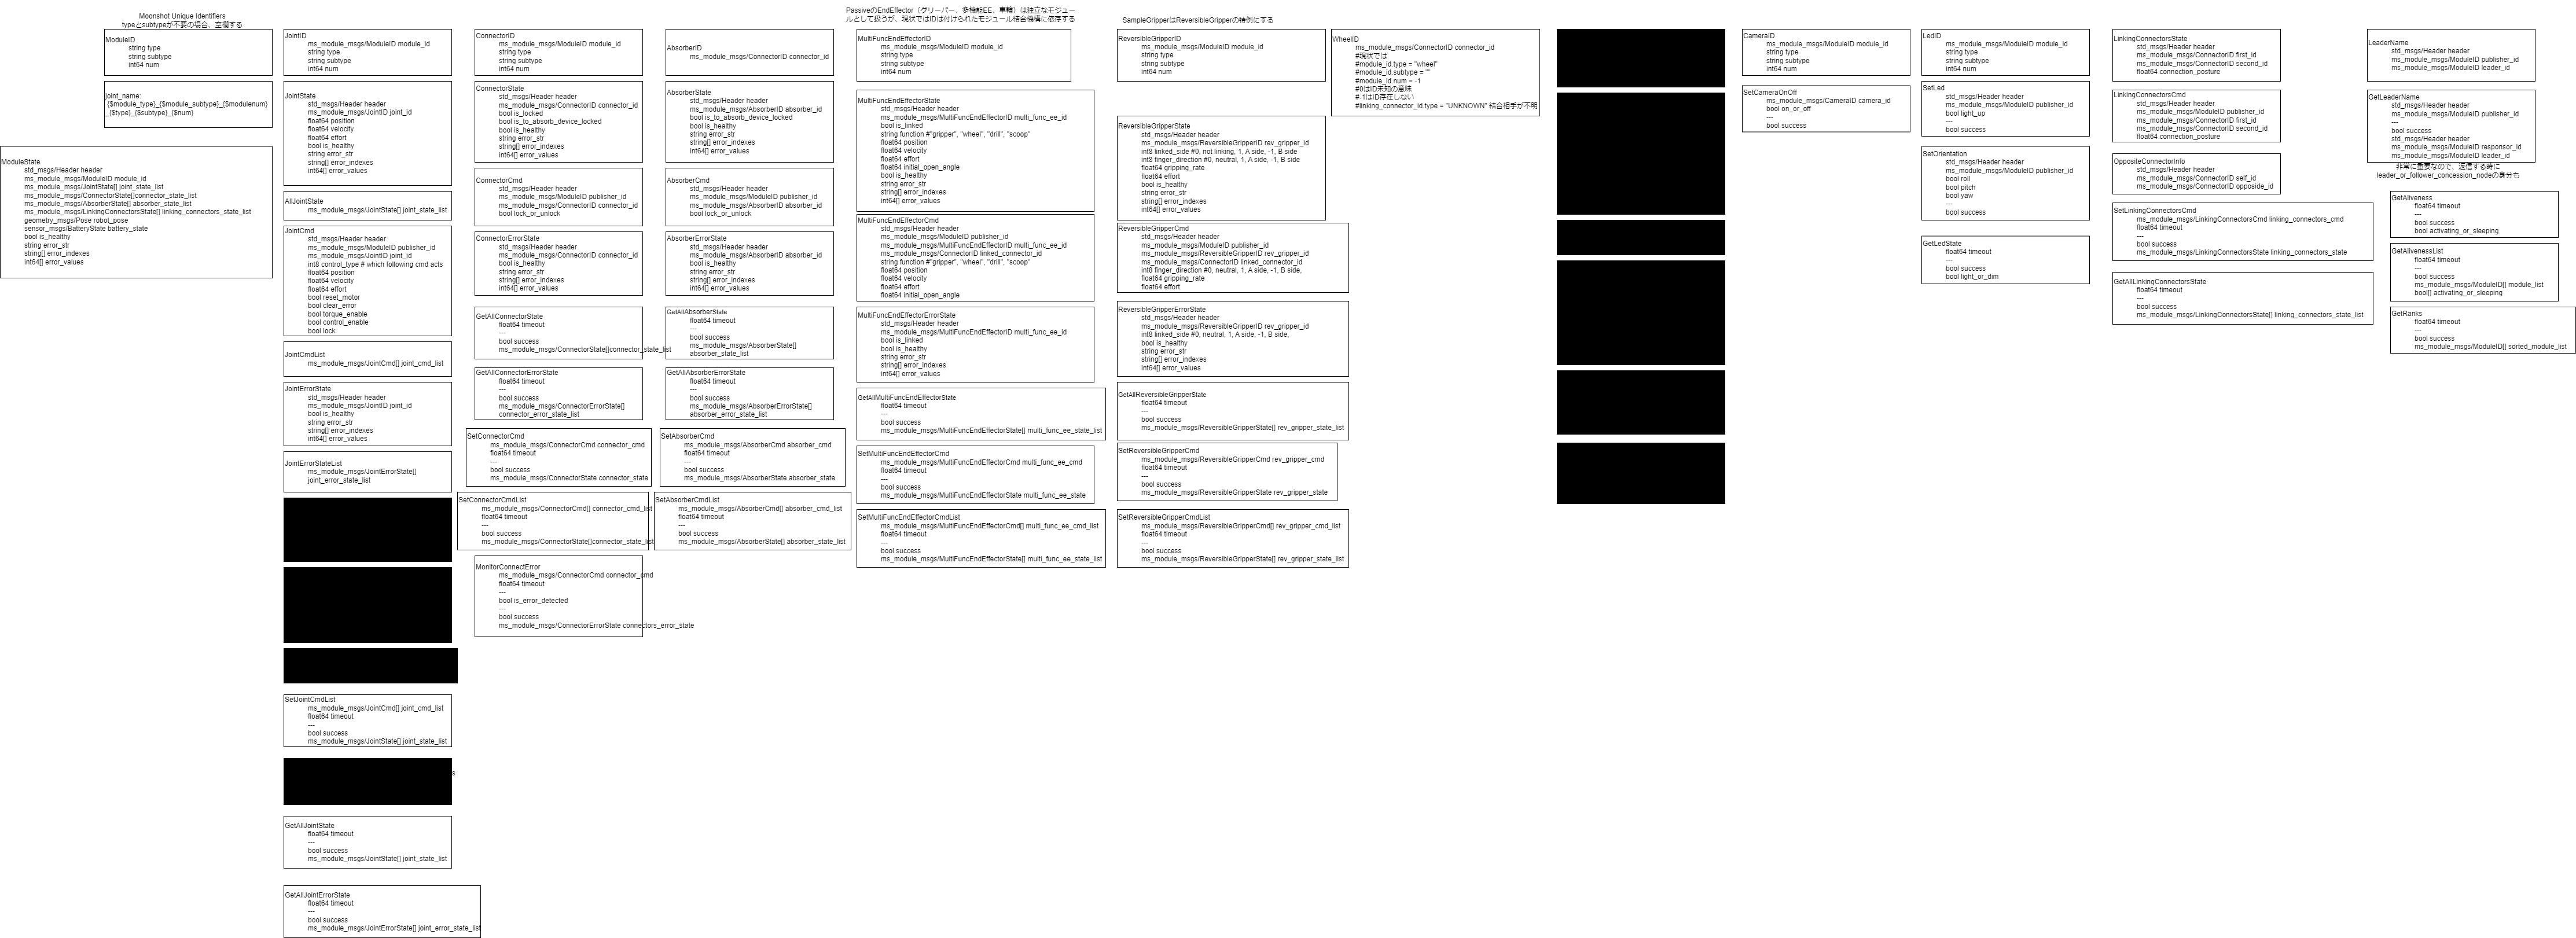 Moonshot Unique Identifiers
typeとsubtypeが不要の場合、空欄する
ModuleID
string type
string subtype
int64 num
joint_name:
{$module_type}_{$module_subtype}_{$modulenum}
_{$type}_{$subtype}_{$num}
ModuleState
std_msgs/Header header
ms_module_msgs/ModuleID module_id
ms_module_msgs/JointState[] joint_state_list
ms_module_msgs/ConnectorState[]connector_state_list
ms_module_msgs/AbsorberState[] absorber_state_list
ms_module_msgs/LinkingConnectorsState[] linking_connectors_state_list
geometry_msgs/Pose robot_pose
sensor_msgs/BatteryState battery_state
bool is_healthy
string error_str
string[] error_indexes
int64[] error_values
JointID
ms_module_msgs/ModuleID module_id
string type
string subtype
int64 num
JointState
std_msgs/Header header
ms_module_msgs/JointID joint_id
float64 position
float64 velocity
float64 effort
bool is_healthy
string error_str
string[] error_indexes
int64[] error_values
AllJointState
ms_module_msgs/JointState[] joint_state_list
JointCmd
std_msgs/Header header
ms_module_msgs/ModuleID publisher_id
ms_module_msgs/JointID joint_id
int8 control_type # which following cmd acts
float64 position
float64 velocity
float64 effort
bool reset_motor
bool clear_error
bool torque_enable
bool control_enable
bool lock
JointCmdList
ms_module_msgs/JointCmd[] joint_cmd_list
JointErrorState
std_msgs/Header header
ms_module_msgs/JointID joint_id
bool is_healthy
string error_str
string[] error_indexes
int64[] error_values
JointErrorStateList
ms_module_msgs/JointErrorState[]
joint_error_state_list
SetJointCmdList
ms_module_msgs/JointCmd[] joint_cmd_list
float64 timeout
---
bool success
ms_module_msgs/JointState[] joint_state_list
s
GetAllJointState
float64 timeout
---
bool success
ms_module_msgs/JointState[] joint_state_list
GetAllJointErrorState
float64 timeout
---
bool success
ms_module_msgs/JointErrorState[] joint_error_state_list
ConnectorID
ms_module_msgs/ModuleID module_id
string type
string subtype
int64 num
ConnectorState
std_msgs/Header header
ms_module_msgs/ConnectorID connector_id
bool is_locked
bool is_to_absorb_device_locked
bool is_healthy
string error_str
string[] error_indexes
int64[] error_values
ConnectorCmd
std_msgs/Header header
ms_module_msgs/ModuleID publisher_id
ms_module_msgs/ConnectorID connector_id
bool lock_or_unlock
ConnectorErrorState
std_msgs/Header header
ms_module_msgs/ConnectorID connector_id
bool is_healthy
string error_str
string[] error_indexes
int64[] error_values
GetAllConnectorState
float64 timeout
---
bool success
ms_module_msgs/ConnectorState[]connector_state_list
GetAllConnectorErrorState
float64 timeout
---
bool success
ms_module_msgs/ConnectorErrorState[]
connector_error_state_list
SetConnectorCmd
ms_module_msgs/ConnectorCmd connector_cmd
float64 timeout
---
bool success
ms_module_msgs/ConnectorState connector_state
SetConnectorCmdList
ms_module_msgs/ConnectorCmd[] connector_cmd_list
float64 timeout
---
bool success
ms_module_msgs/ConnectorState[]connector_state_list
MonitorConnectError
ms_module_msgs/ConnectorCmd connector_cmd
float64 timeout
---
bool is_error_detected
---
bool success
ms_module_msgs/ConnectorErrorState connectors_error_state
AbsorberID
ms_module_msgs/ConnectorID connector_id
AbsorberState
std_msgs/Header header
ms_module_msgs/AbsorberID absorber_id
bool is_to_absorb_device_locked
bool is_healthy
string error_str
string[] error_indexes
int64[] error_values
AbsorberCmd
std_msgs/Header header
ms_module_msgs/ModuleID publisher_id
ms_module_msgs/AbsorberID absorber_id
bool lock_or_unlock
AbsorberErrorState
std_msgs/Header header
ms_module_msgs/AbsorberID absorber_id
bool is_healthy
string error_str
string[] error_indexes
int64[] error_values
GetAllAbsorberState
float64 timeout
---
bool success
ms_module_msgs/AbsorberState[]
absorber_state_list
GetAllAbsorberErrorState
float64 timeout
---
bool success
ms_module_msgs/AbsorberErrorState[]
absorber_error_state_list
SetAbsorberCmd
ms_module_msgs/AbsorberCmd absorber_cmd
float64 timeout
---
bool success
ms_module_msgs/AbsorberState absorber_state
SetAbsorberCmdList
ms_module_msgs/AbsorberCmd[] absorber_cmd_list
float64 timeout
---
bool success
ms_module_msgs/AbsorberState[] absorber_state_list
PassiveのEndEffector（グリーパー、多機能EE、車輪）は独立なモジュー
ルとして扱うが、現状ではIDは付けられたモジュール結合機構に依存する
MultiFuncEndEffectorID
ms_module_msgs/ModuleID module_id
string type
string subtype
int64 num
MultiFuncEndEffectorState
std_msgs/Header header
ms_module_msgs/MultiFuncEndEffectorID multi_func_ee_id
bool is_linked
string function #"gripper", "wheel", "drill", "scoop"
float64 position
float64 velocity
float64 effort
float64 initial_open_angle
bool is_healthy
string error_str
string[] error_indexes
int64[] error_values
MultiFuncEndEffectorCmd
std_msgs/Header header
ms_module_msgs/ModuleID publisher_id
ms_module_msgs/MultiFuncEndEffectorID multi_func_ee_id
ms_module_msgs/ConnectorID linked_connector_id
string function #"gripper", "wheel", "drill", "scoop"
float64 position
float64 velocity
float64 effort
float64 initial_open_angle
MultiFuncEndEffectorErrorState
std_msgs/Header header
ms_module_msgs/MultiFuncEndEffectorID multi_func_ee_id
bool is_linked
bool is_healthy
string error_str
string[] error_indexes
int64[] error_values
GetAllMultiFuncEndEffectorState
float64 timeout
---
bool success
ms_module_msgs/MultiFuncEndEffectorState[] multi_func_ee_state_list
SetMultiFuncEndEffectorCmd
ms_module_msgs/MultiFuncEndEffectorCmd multi_func_ee_cmd
float64 timeout
---
bool success
ms_module_msgs/MultiFuncEndEffectorState multi_func_ee_state
SetMultiFuncEndEffectorCmdList
ms_module_msgs/MultiFuncEndEffectorCmd[] multi_func_ee_cmd_list
float64 timeout
---
bool success
ms_module_msgs/MultiFuncEndEffectorState[] multi_func_ee_state_list
SampleGripperはReversibleGripperの特例にする
ReversibleGripperID
ms_module_msgs/ModuleID module_id
string type
string subtype
int64 num
ReversibleGripperState
std_msgs/Header header
ms_module_msgs/ReversibleGripperID rev_gripper_id
int8 linked_side #0, not linking, 1, A side, -1, B side
int8 finger_direction #0, neutral, 1, A side, -1, B side
float64 gripping_rate
float64 effort
bool is_healthy
string error_str
string[] error_indexes
int64[] error_values
ReversibleGripperCmd
std_msgs/Header header
ms_module_msgs/ModuleID publisher_id
ms_module_msgs/ReversibleGripperID rev_gripper_id
ms_module_msgs/ConnectorID linked_connector_id
int8 finger_direction #0, neutral, 1, A side, -1, B side,
float64 gripping_rate
float64 effort
ReversibleGripperErrorState
std_msgs/Header header
ms_module_msgs/ReversibleGripperID rev_gripper_id
int8 linked_side #0, neutral, 1, A side, -1, B side,
bool is_healthy
string error_str
string[] error_indexes
int64[] error_values
GetAllReversibleGripperState
float64 timeout
---
bool success
ms_module_msgs/ReversibleGripperState[] rev_gripper_state_list
SetReversibleGripperCmd
ms_module_msgs/ReversibleGripperCmd rev_gripper_cmd
float64 timeout
---
bool success
ms_module_msgs/ReversibleGripperState rev_gripper_state
SetReversibleGripperCmdList
ms_module_msgs/ReversibleGripperCmd[] rev_gripper_cmd_list
float64 timeout
---
bool success
ms_module_msgs/ReversibleGripperState[] rev_gripper_state_list
WheelID
ms_module_msgs/ConnectorID connector_id
#現状では
#module_id.type = "wheel"
#module_id.subtype = ""
#module_id.num = -1
#0はID未知の意味
#-1はID存在しない
#linking_connector_id.type = "UNKNOWN" 結合相手が不明
CameraID
ms_module_msgs/ModuleID module_id
string type
string subtype
int64 num
SetCameraOnOff
ms_module_msgs/CameraID camera_id
bool on_or_off
---
bool success
LedID
ms_module_msgs/ModuleID module_id
string type
string subtype
int64 num
SetLed
std_msgs/Header header
ms_module_msgs/ModuleID publisher_id
bool light_up
---
bool success
SetOrientation
std_msgs/Header header
ms_module_msgs/ModuleID publisher_id
bool roll
bool pitch
bool yaw
---
bool success
GetLedState
float64 timeout
---
bool success
bool light_or_dim
LinkingConnectorsState
std_msgs/Header header
ms_module_msgs/ConnectorID first_id
ms_module_msgs/ConnectorID second_id
float64 connection_posture
LinkingConnectorsCmd
std_msgs/Header header
ms_module_msgs/ModuleID publisher_id
ms_module_msgs/ConnectorID first_id
ms_module_msgs/ConnectorID second_id
float64 connection_posture
OppositeConnectorInfo
std_msgs/Header header
ms_module_msgs/ConnectorID self_id
ms_module_msgs/ConnectorID opposide_id
SetLinkingConnectorsCmd
ms_module_msgs/LinkingConnectorsCmd linking_connectors_cmd
float64 timeout
---
bool success
ms_module_msgs/LinkingConnectorsState linking_connectors_state
GetAllLinkingConnectorsState
float64 timeout
---
bool success
ms_module_msgs/LinkingConnectorsState[] linking_connectors_state_list
LeaderName
std_msgs/Header header
ms_module_msgs/ModuleID publisher_id
ms_module_msgs/ModuleID leader_id
GetLeaderName
std_msgs/Header header
ms_module_msgs/ModuleID publisher_id
---
bool success
std_msgs/Header header
ms_module_msgs/ModuleID responsor_id
ms_module_msgs/ModuleID leader_id
非常に重要なので、返信する時に
leader_or_follower_concession_nodeの身分も
GetAliveness
float64 timeout
---
bool success
bool activating_or_sleeping
GetAlivenessList
float64 timeout
---
bool success
ms_module_msgs/ModuleID[] module_list
bool[] activating_or_sleeping
GetRanks
float64 timeout
---
bool success
ms_module_msgs/ModuleID[] sorted_module_list